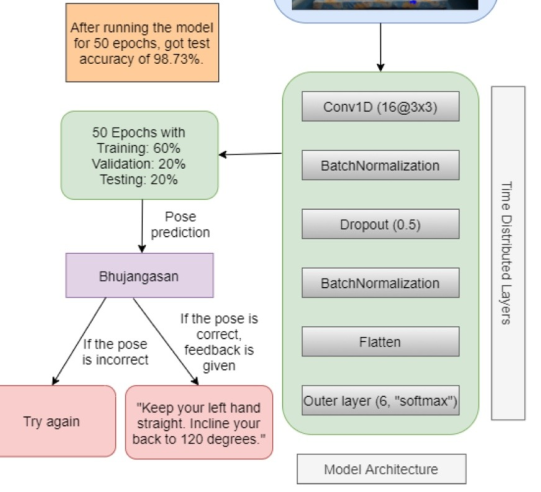 After running the model
for 50 epochs, got test
accuracy of 98.73%.
Conv1D (16@3x3)
BatchNormalization
Dropout (0.5)
BatchNormalization
Flatten
Outer layer (6, "softmax")
Time Distributed Layers
Model Architecture
50 Epochs with
Training: 60%
Validation: 20%
Testing: 20%
Pose
prediction
Bhujangasan
If the pose
is incorrect
If the pose is
correct,
feedback is
given
Try again
"Keep your left hand
straight. Incline your
back to 120 degrees."